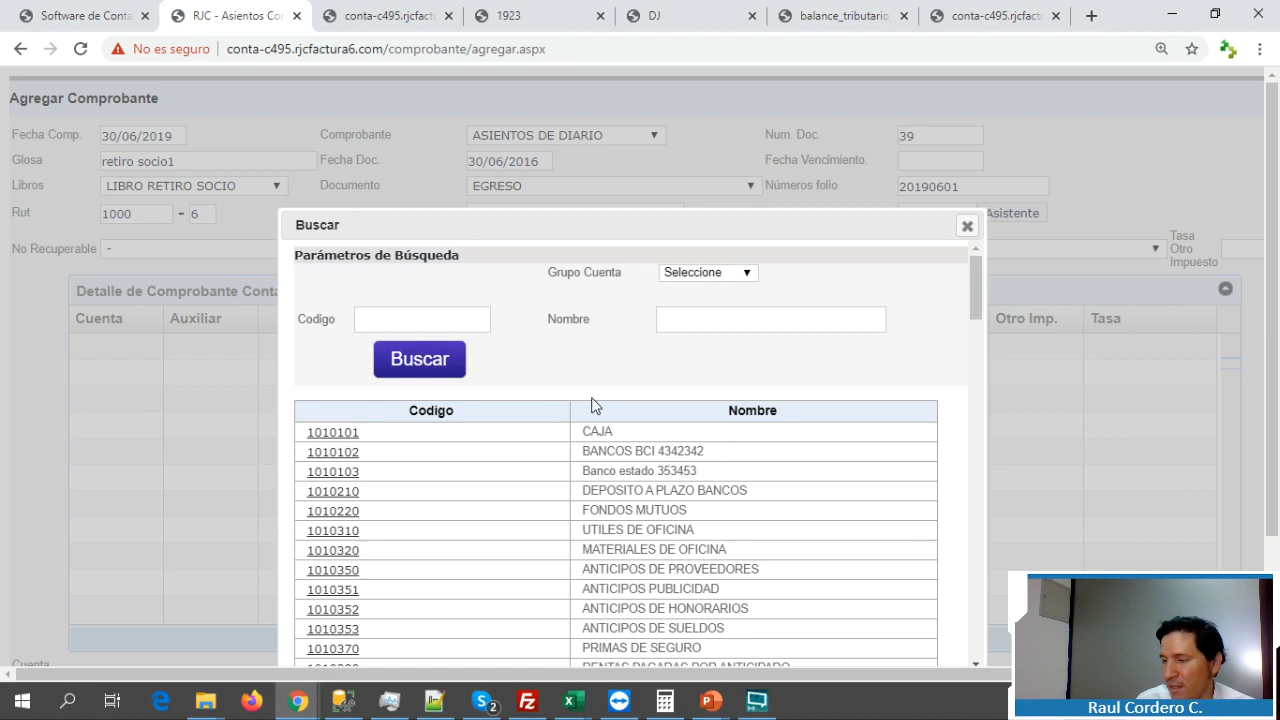 Software de Conta
RJC - Asientos Co
conta-c495.rjcfact
1923
DJ
balance_tributario_
conta-c495.rjcfact
No es seguro
conta-c495.rjcfactura6.com/comprobante/agregar.aspx
Agregar Comprobante
Fecha Comp. 30/06/2019 Comprobante ASIENTOS DE DIARIO Num. Doc. 39
Glosa retiro socio1 Fecha Doc. 30/06/2016 Fecha Vencimiento.
Libros LIBRO RETIRO SOCIO Documento EGRESO Números folio 20190601
Rut 1000 - 6 Asistente
No Recuperable - Tasa Otro Impuesto
Detalle de Comprobante Conta
Cuenta Auxiliar Otro Imp. Tasa
Buscar
Parámetros de Búsqueda
Grupo Cuenta Seleccione
Codigo Nombre
Buscar
Codigo Nombre
1010101 CAJA
1010102 BANCOS BCI 4342342
1010103 Banco estado 353453
1010210 DEPOSITO A PLAZO BANCOS
1010220 FONDOS MUTUOS
1010310 UTILES DE OFICINA
1010320 MATERIALES DE OFICINA
1010350 ANTICIPOS DE PROVEEDORES
1010351 ANTICIPOS PUBLICIDAD
1010352 ANTICIPOS DE HONORARIOS
1010353 ANTICIPOS DE SUELDOS
1010370 PRIMAS DE SEGURO
RENTAS PAGADAS POR ANTICIPADO
Cuenta
2
Raul Cordero C.